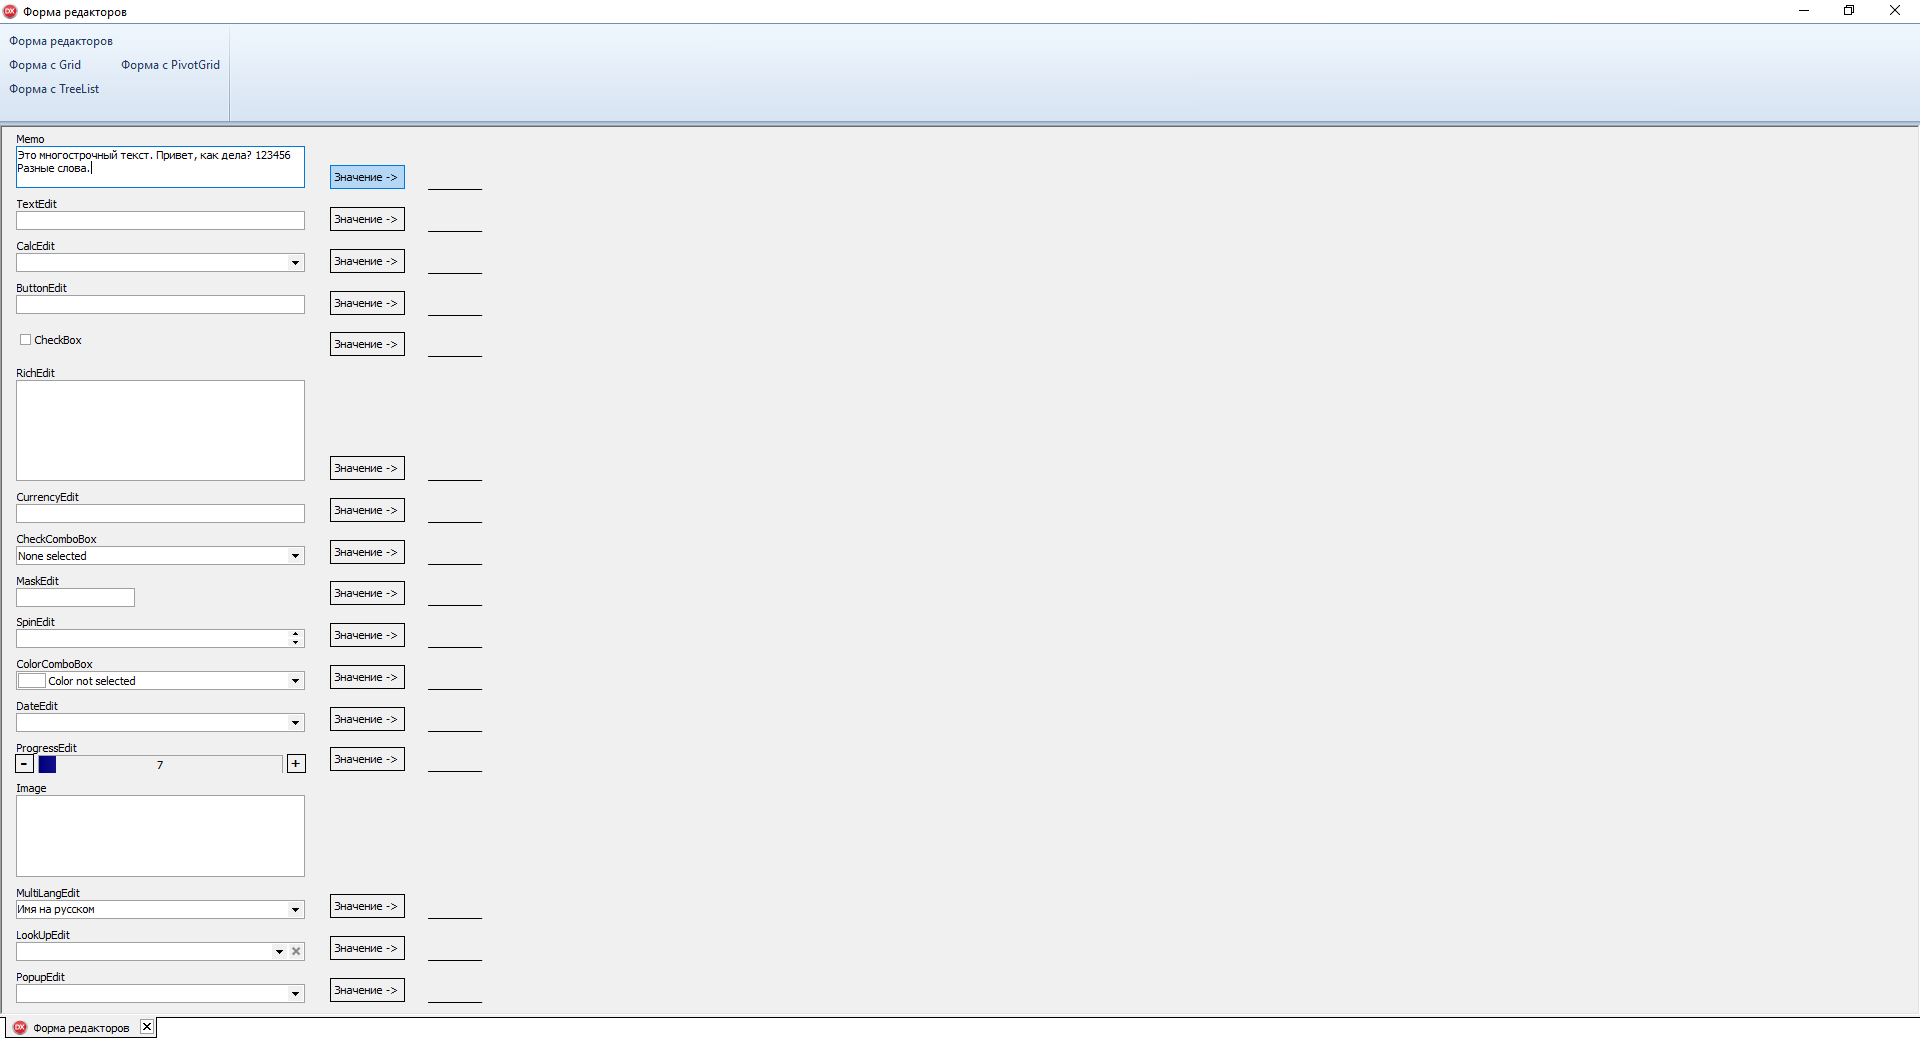 Форма редакторов
Форма редакторов
Форма с Grid Форма с PivotGrid
Форма с TreeList
Memo
Это многострочный текст. Привет, как дела? 123456
Разные слова.
Значение ->
TextEdit
Значение ->
CalcEdit
Значение ->
ButtonEdit
Значение ->
CheckBox
Значение ->
RichEdit
Значение ->
CurrencyEdit
Значение ->
CheckComboBox
None selected
Значение ->
MaskEdit
Значение ->
SpinEdit
Значение ->
ColorComboBox
Color not selected
Значение ->
DateEdit
Значение ->
ProgressEdit
- 7 +
Значение ->
Image
MultiLangEdit
Имя на русском
Значение ->
LookUpEdit
Значение ->
PopupEdit
Значение ->
DX Форма редакторов